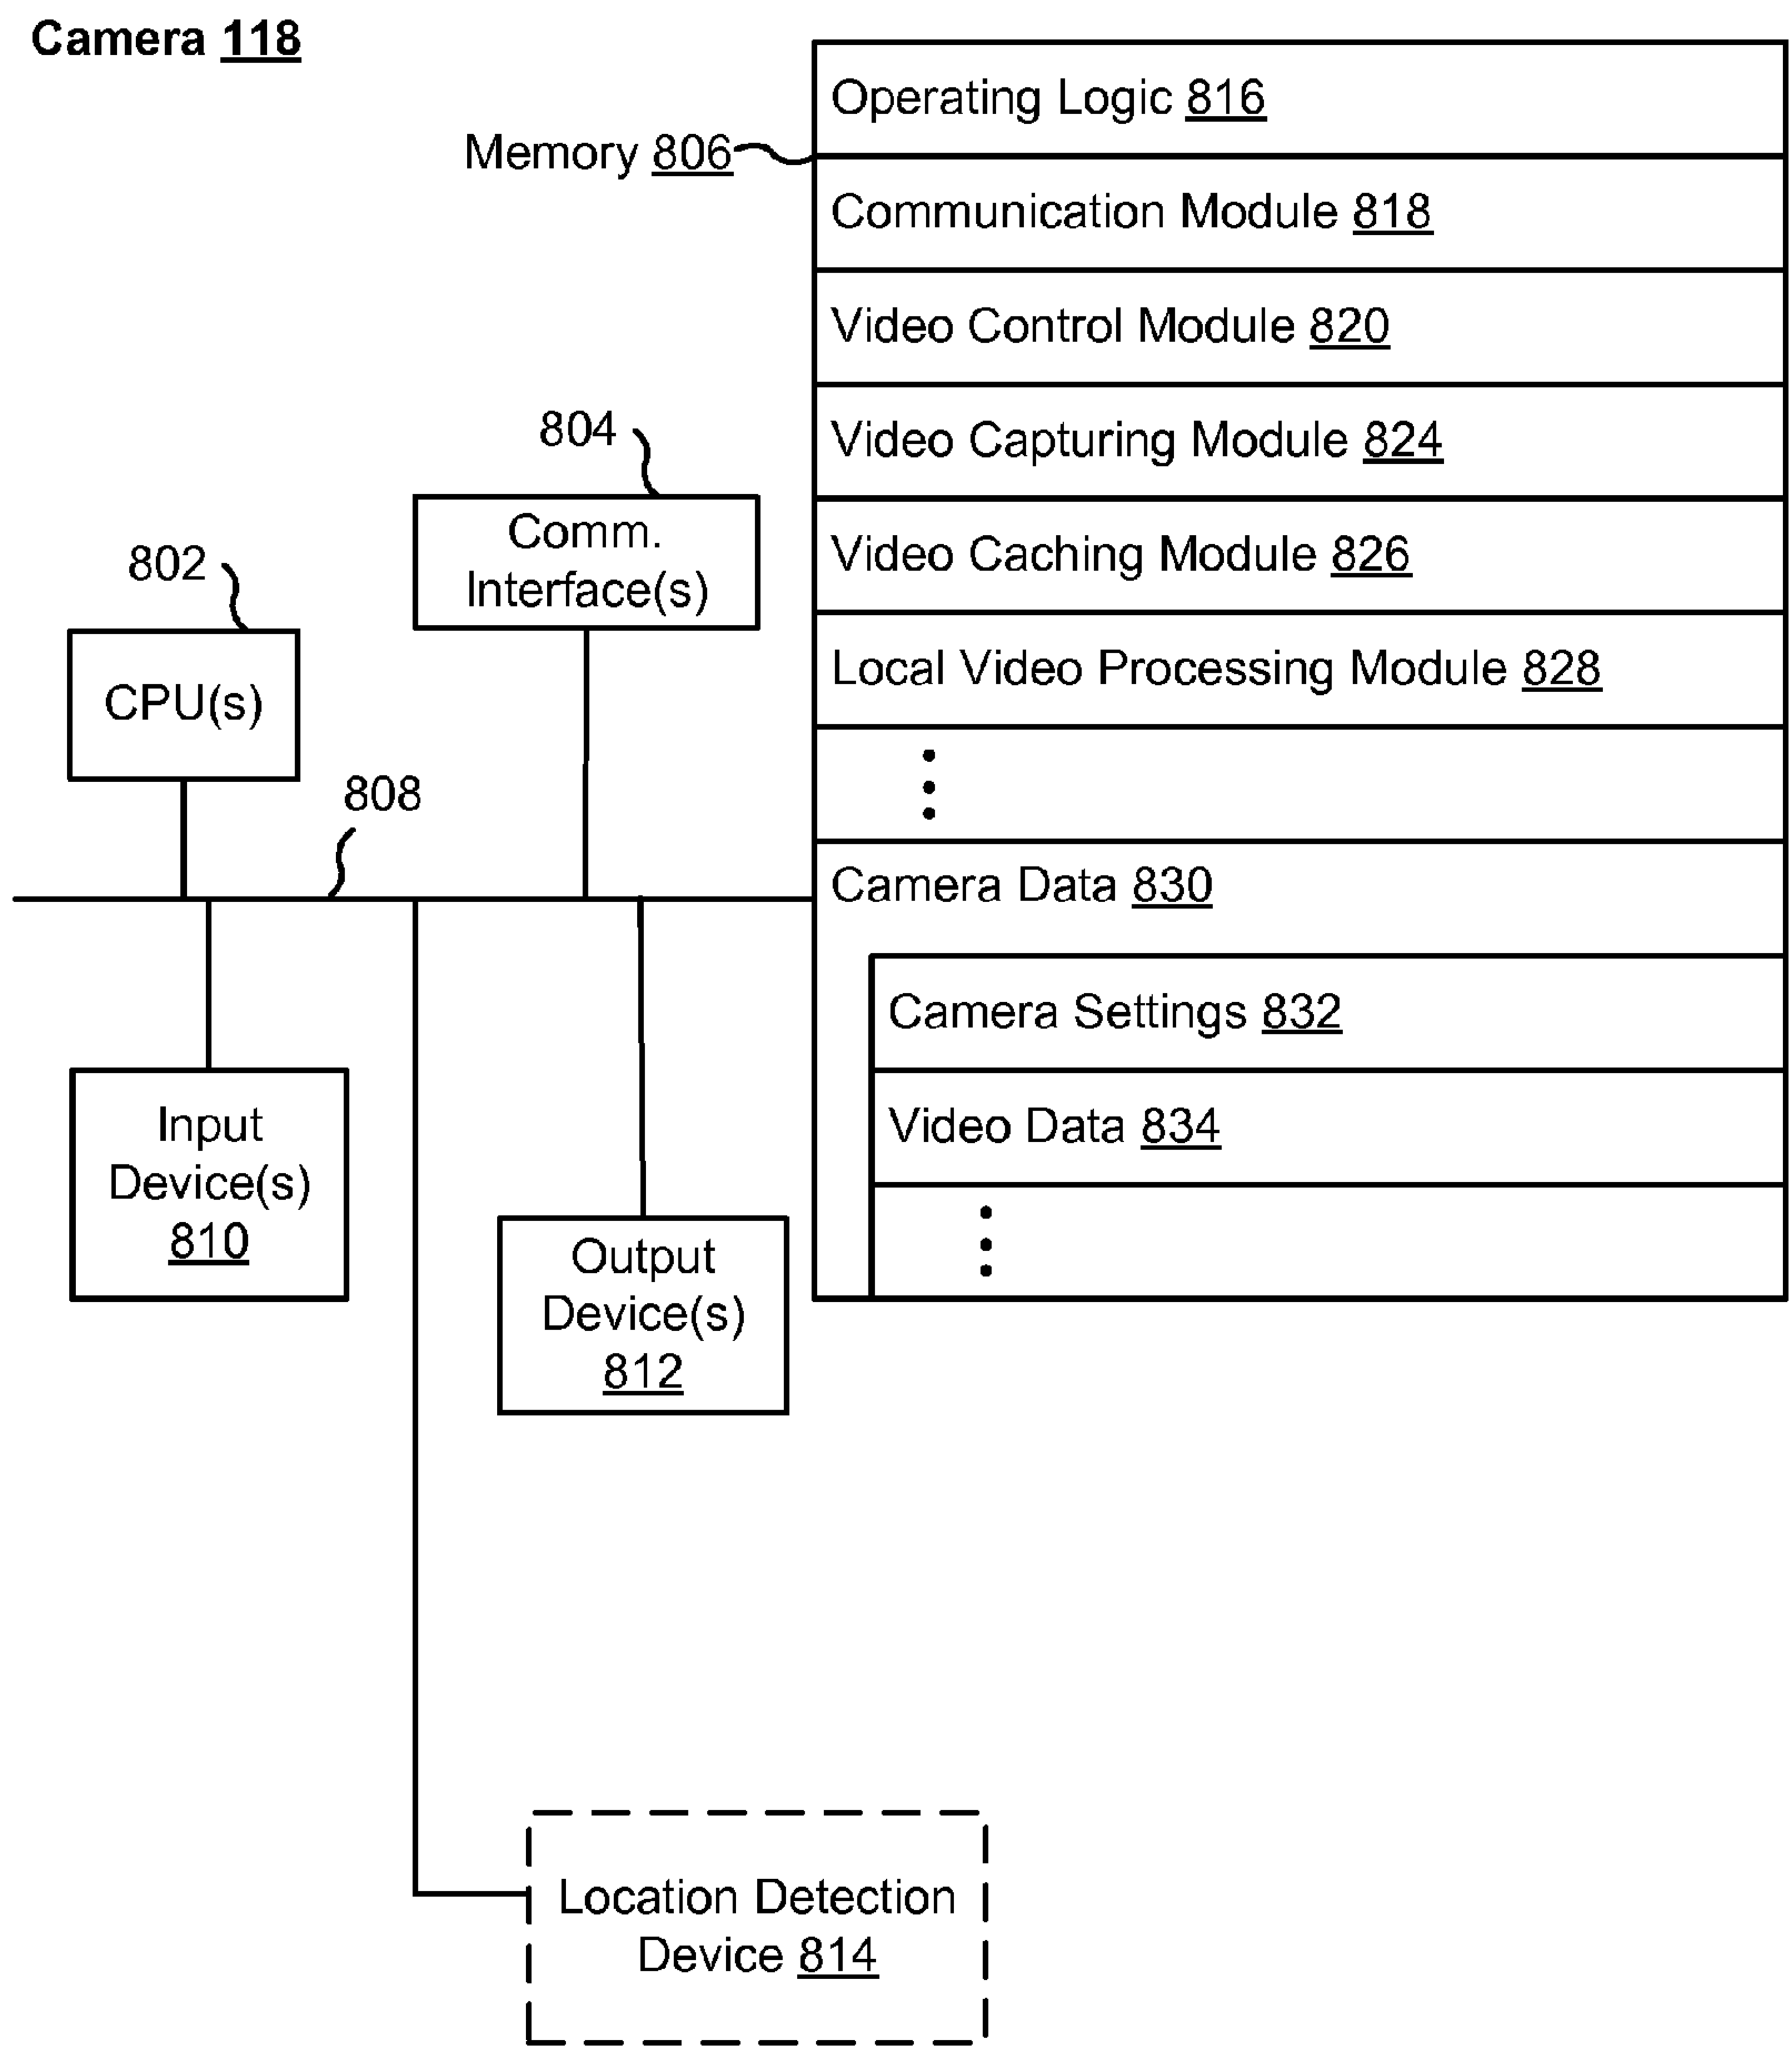 Camera 118
Operating Logic 816
Memory 806
Communication Module 818
Video Control Module 820
804
Video Capturing Module 824
Comm.
Interface(s)
802
Video Caching Module 826
CPU(s)
Local Video Processing Module 828
808
Camera Data 830
Camera Settings 832
Input
Device(s)
810
Video Data 834
Output
Device(s)
812
Location Detection
Device 814